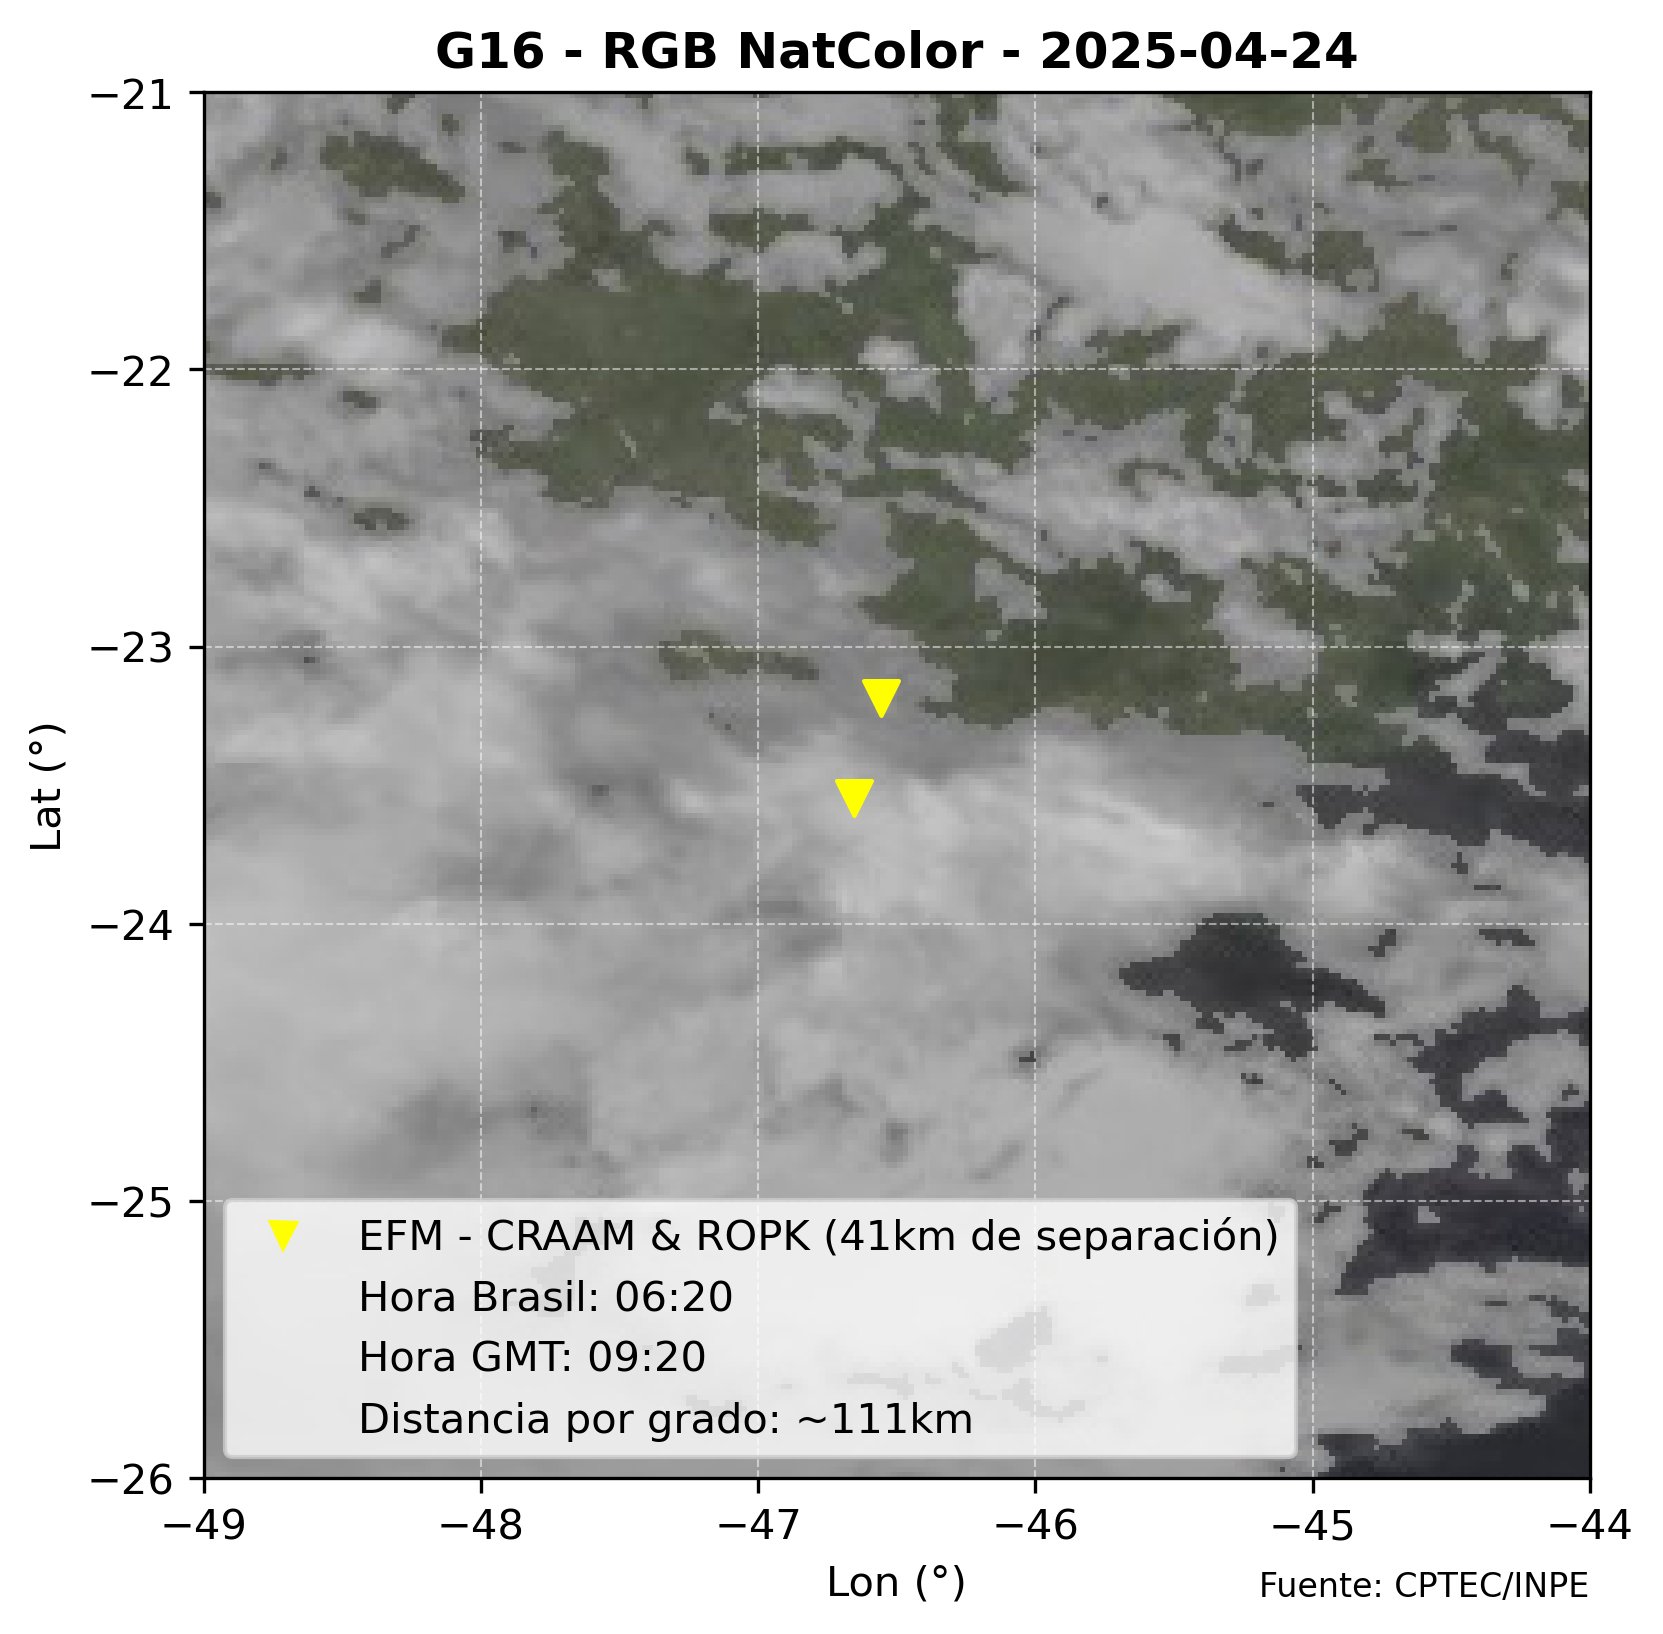 G16 - RGB NatColor - 2025-04-24
−21
−22
−23
−24
−25
−26
Lat (°)
EFM - CRAAM & ROPK (41km de separación)
Hora Brasil: 06:20
Hora GMT: 09:20
Distancia por grado: ~111km
−49 −48 −47 −46 −45 −44
Lon (°)
Fuente: CPTEC/INPE